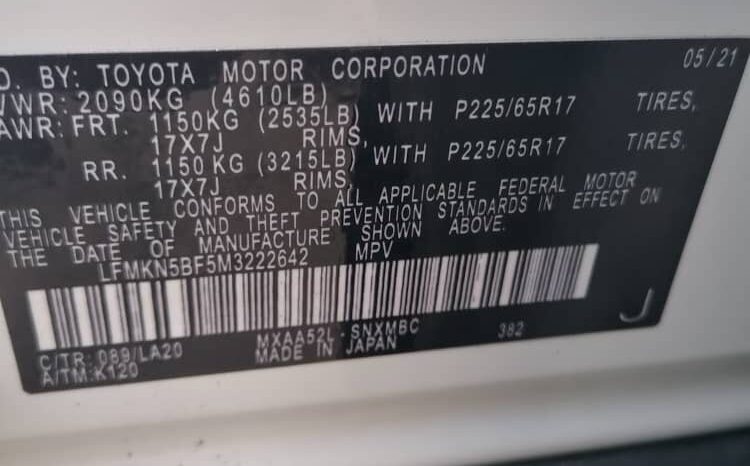 D. BY: TOYOTA MOTOR CORPORATION 05/21
VWR: 2090KG (4610LB)
AWR: FRT. 1150KG (2535LB) WITH P225/65R17 TIRES,
17X7J RIMS,
RR. 1150KG (3215LB) WITH P225/65R17 TIRES,
17X7J RIMS,
THIS VEHICLE CONFORMS TO ALL APPLICABLE FEDERAL MOTOR
VEHICLE SAFETY AND THEFT PREVENTION STANDARDS IN EFFECT ON
THE DATE OF MANUFACTURE SHOWN ABOVE.
LFMKN5BF5M3222642 MPV
C/TR: 089/LA20 MXAA52L-SNXMBC 382 J
A/TM: K120 MADE IN JAPAN